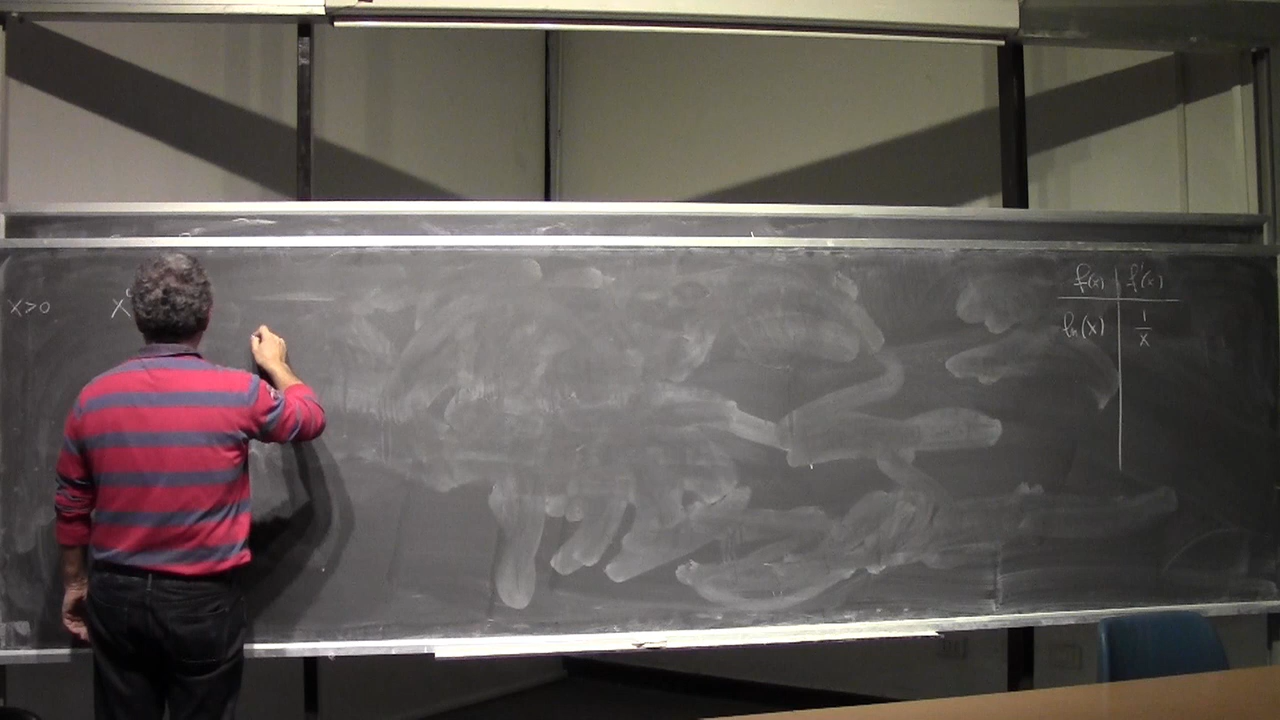 x>0 x
f(x) f'(x)
ln(x) 1/x